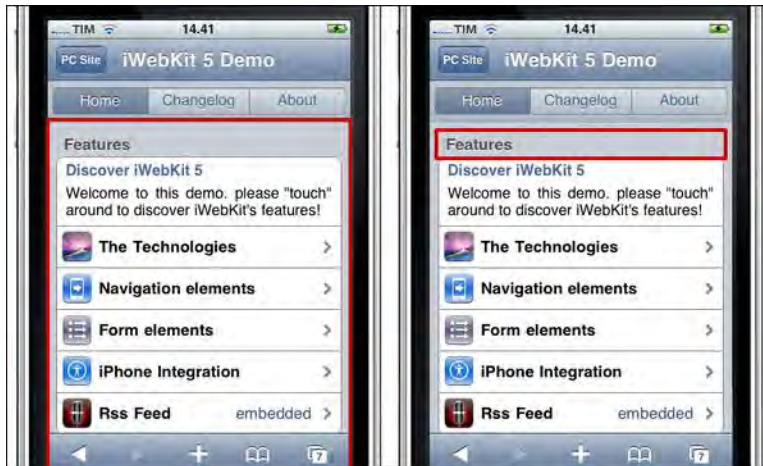 TIM 14.41
PC Site iWebKit 5 Demo
Home Changelog About
Features
Discover iWebKit 5
Welcome to this demo. please "touch"
around to discover iWebKit's features!
The Technologies
Navigation elements
Form elements
iPhone Integration
Rss Feed embedded
7
TIM 14.41
PC Site iWebKit 5 Demo
Home Changelog About
Features
Discover iWebKit 5
Welcome to this demo. please "touch"
around to discover iWebKit's features!
The Technologies
Navigation elements
Form elements
iPhone Integration
Rss Feed embedded
7